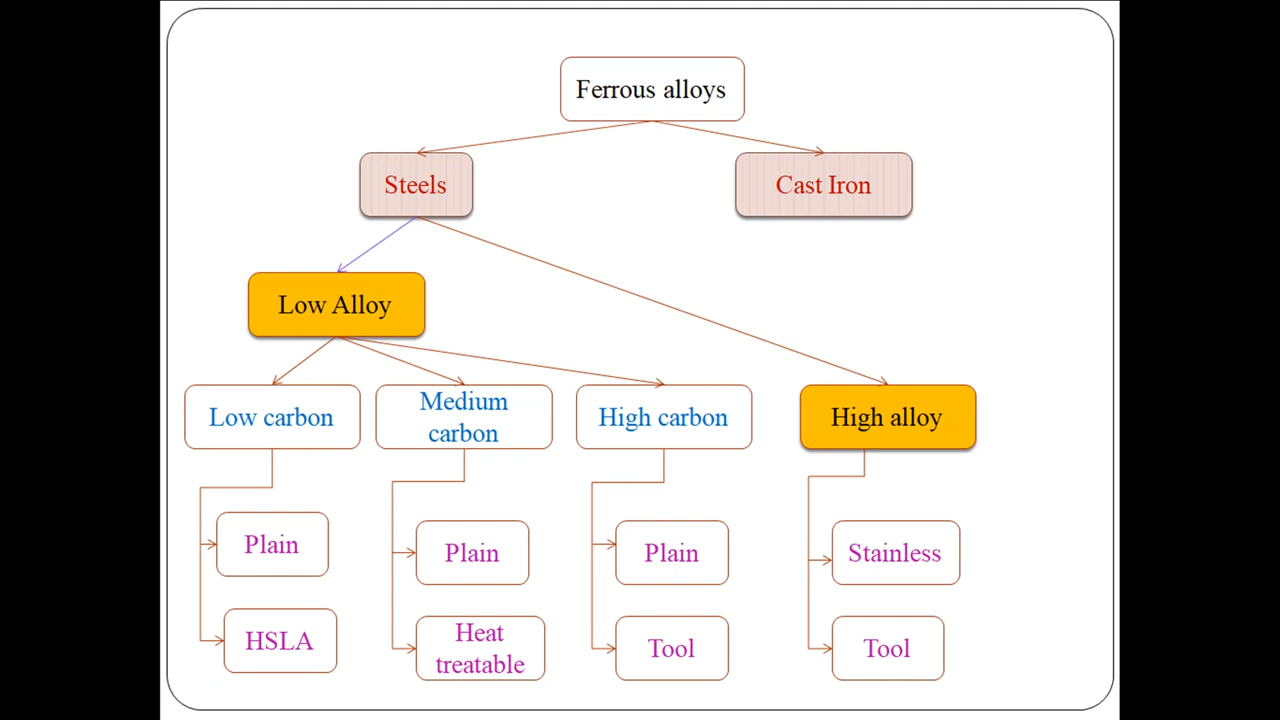 Ferrous alloys
Steels
Cast Iron
Low Alloy
Low carbon
Medium
carbon
High carbon
High alloy
Plain
HSLA
Plain
Heat
treatable
Plain
Tool
Stainless
Tool